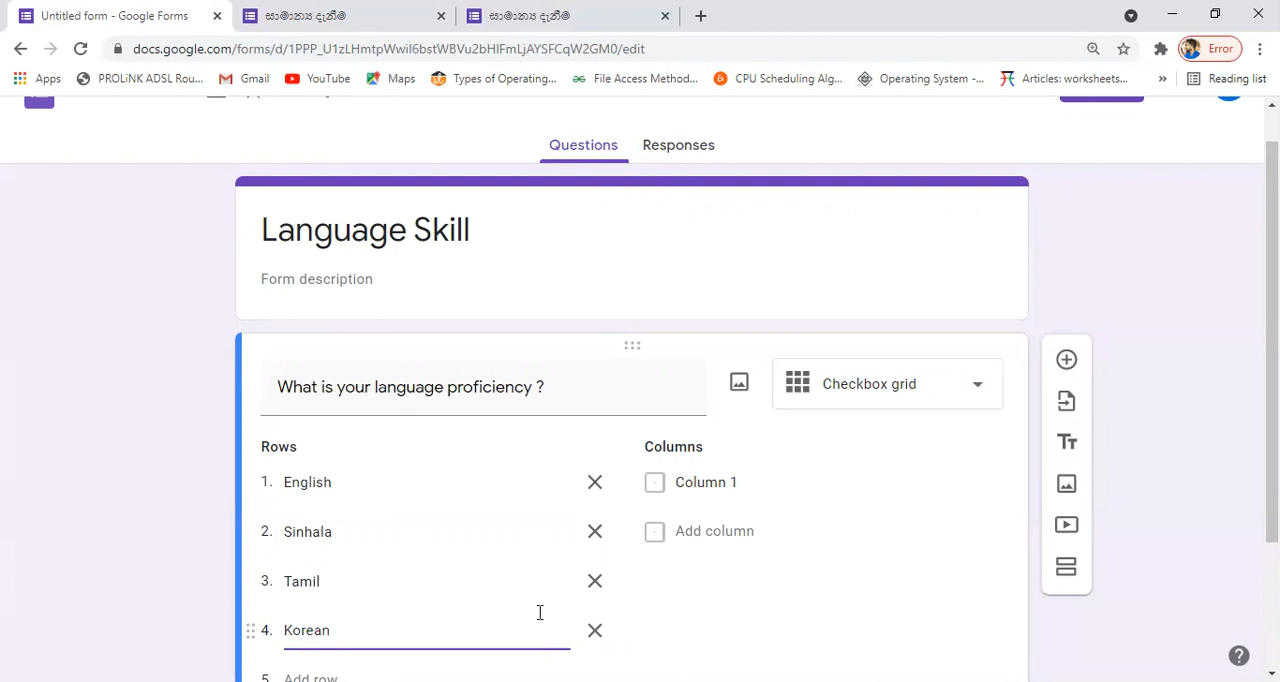 Untitled form - Google Forms
සාමාන්‍ය දැනීම
සාමාන්‍ය දැනීම
docs.google.com/forms/d/1PPP_U1zLHmtpWwil6bstWBVu2bHIFmLjAYSFCqW2GM0/edit
Error
Apps
PROLiNK ADSL Rou...
Gmail
YouTube
Maps
Types of Operating...
File Access Method...
CPU Scheduling Alg...
Operating System -...
Articles: worksheets...
»
Reading list
Questions
Responses
Language Skill
Form description
What is your language proficiency ?
Checkbox grid
Rows
Columns
1. English
Column 1
2. Sinhala
Add column
3. Tamil
4. Korean
5. Add row